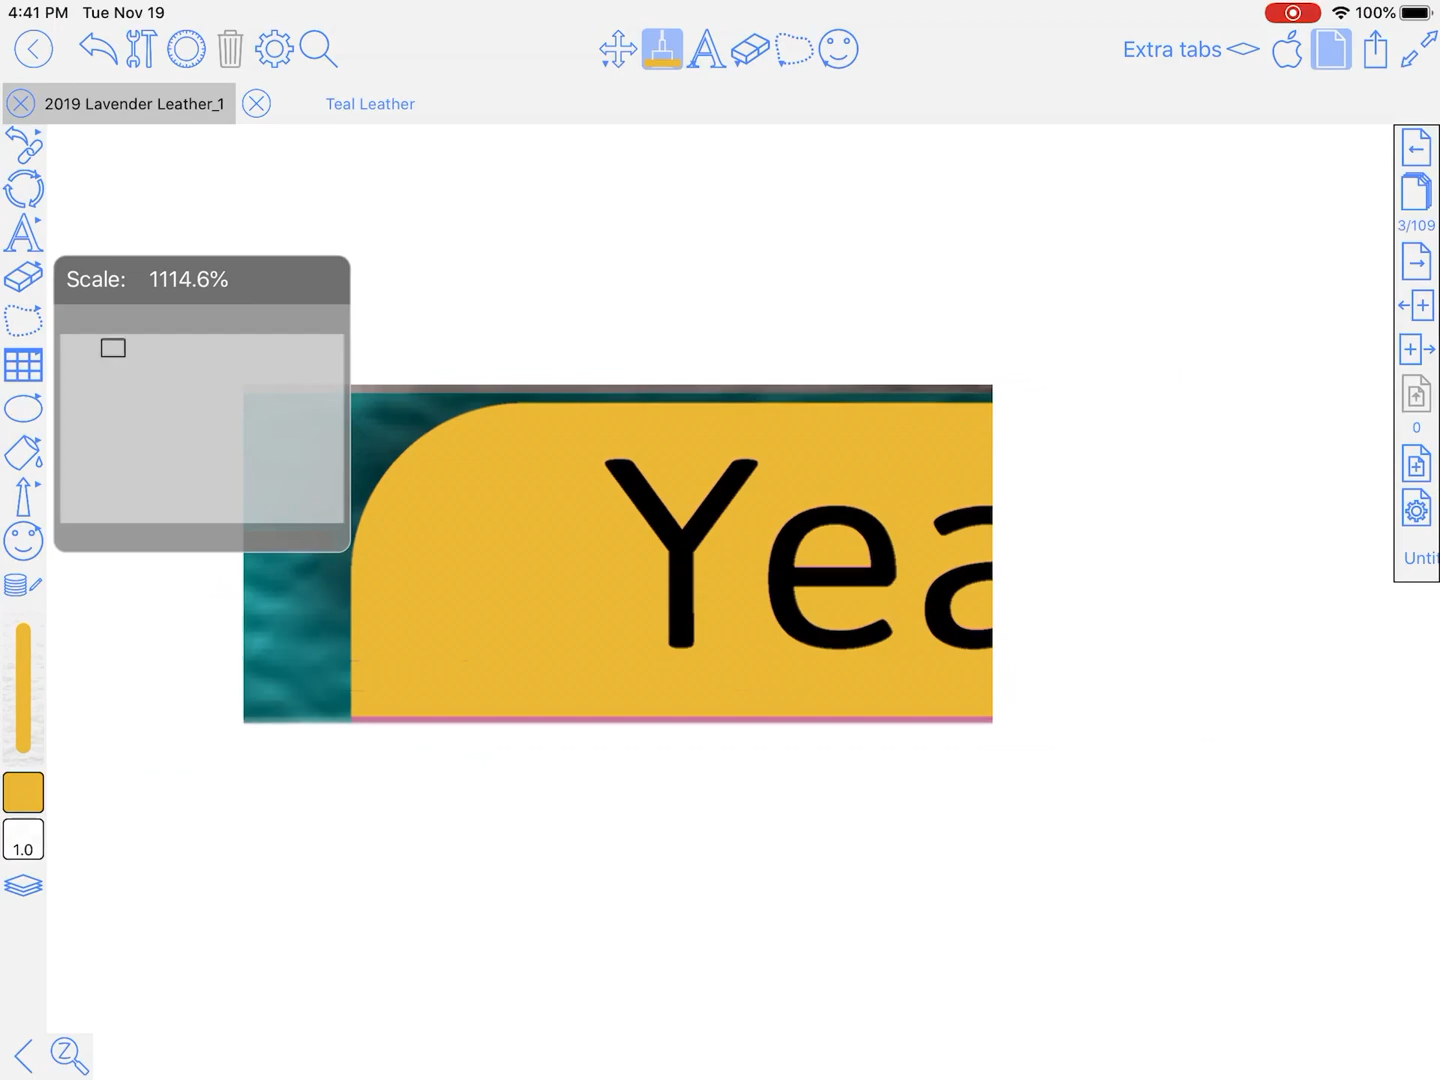 4:41 PM Tue Nov 19
100%
Extra tabs
2019 Lavender Leather_1
Teal Leather
3/109
Scale: 1114.6%
0
Yea
Untit
1.0
Z